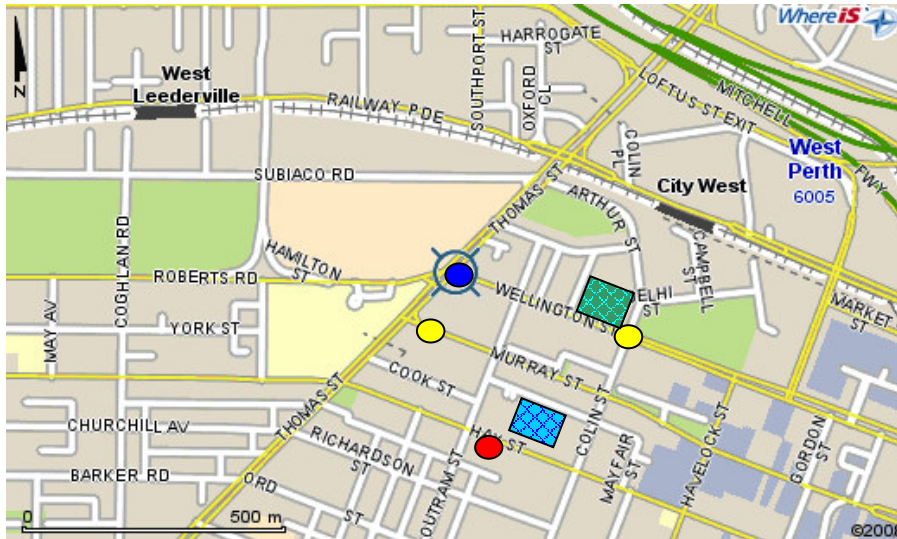 WhereiS
HARROGATE
ST
SOUTHPORT ST
OXFORD
CL
LOFTUS ST EXIT
MITCHELL
FWY
West
Leederville
RAILWAY PDE
COLIN
PL
West
Perth
6005
City West
SUBIACO RD
THOMAS ST
ARTHUR ST
CAMPBELL
ST
COGHLAN RD
HAMILTON
ST
ROBERTS RD
WELLINGTON ST
ELHI
ST
MARKET
ST
MAY AV
YORK ST
MURRAY ST
COOK ST
THOMAS ST
CHURCHILL AV
HAY ST
RICHARDSON
ST
COLIN ST
MAYFAIR
ST
HAVELOCK ST
GORDON
ST
BARKER RD
ORD
ST
OUTRAM ST
N
0
500 m
©2008